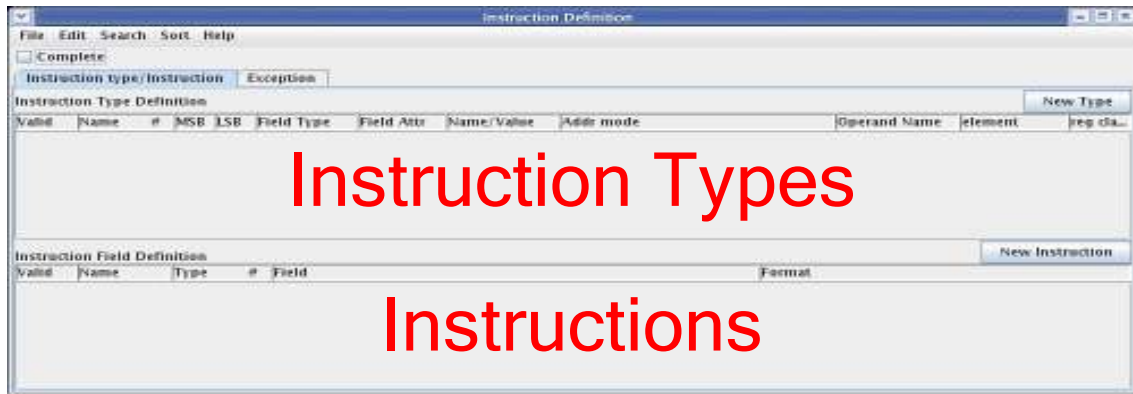 Instruction Definition
File Edit Search Sort Help
Complete
Instruction type/Instruction Exception
Instruction Type Definition New Type
Valid Name # MSB LSB Field Type Field Attr Name/Value Addr mode Operand Name element reg cla...
Instruction Types
Instruction Field Definition New Instruction
Valid Name Type # Field Format
Instructions